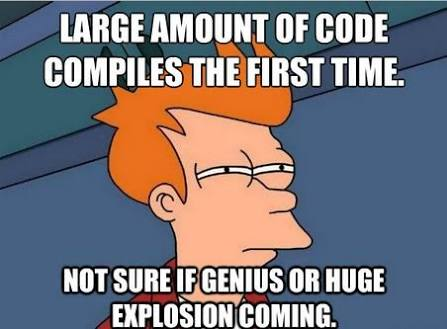 LARGE AMOUNT OF CODE
COMPILES THE FIRST TIME.
NOT SURE IF GENIUS OR HUGE
EXPLOSION COMING.